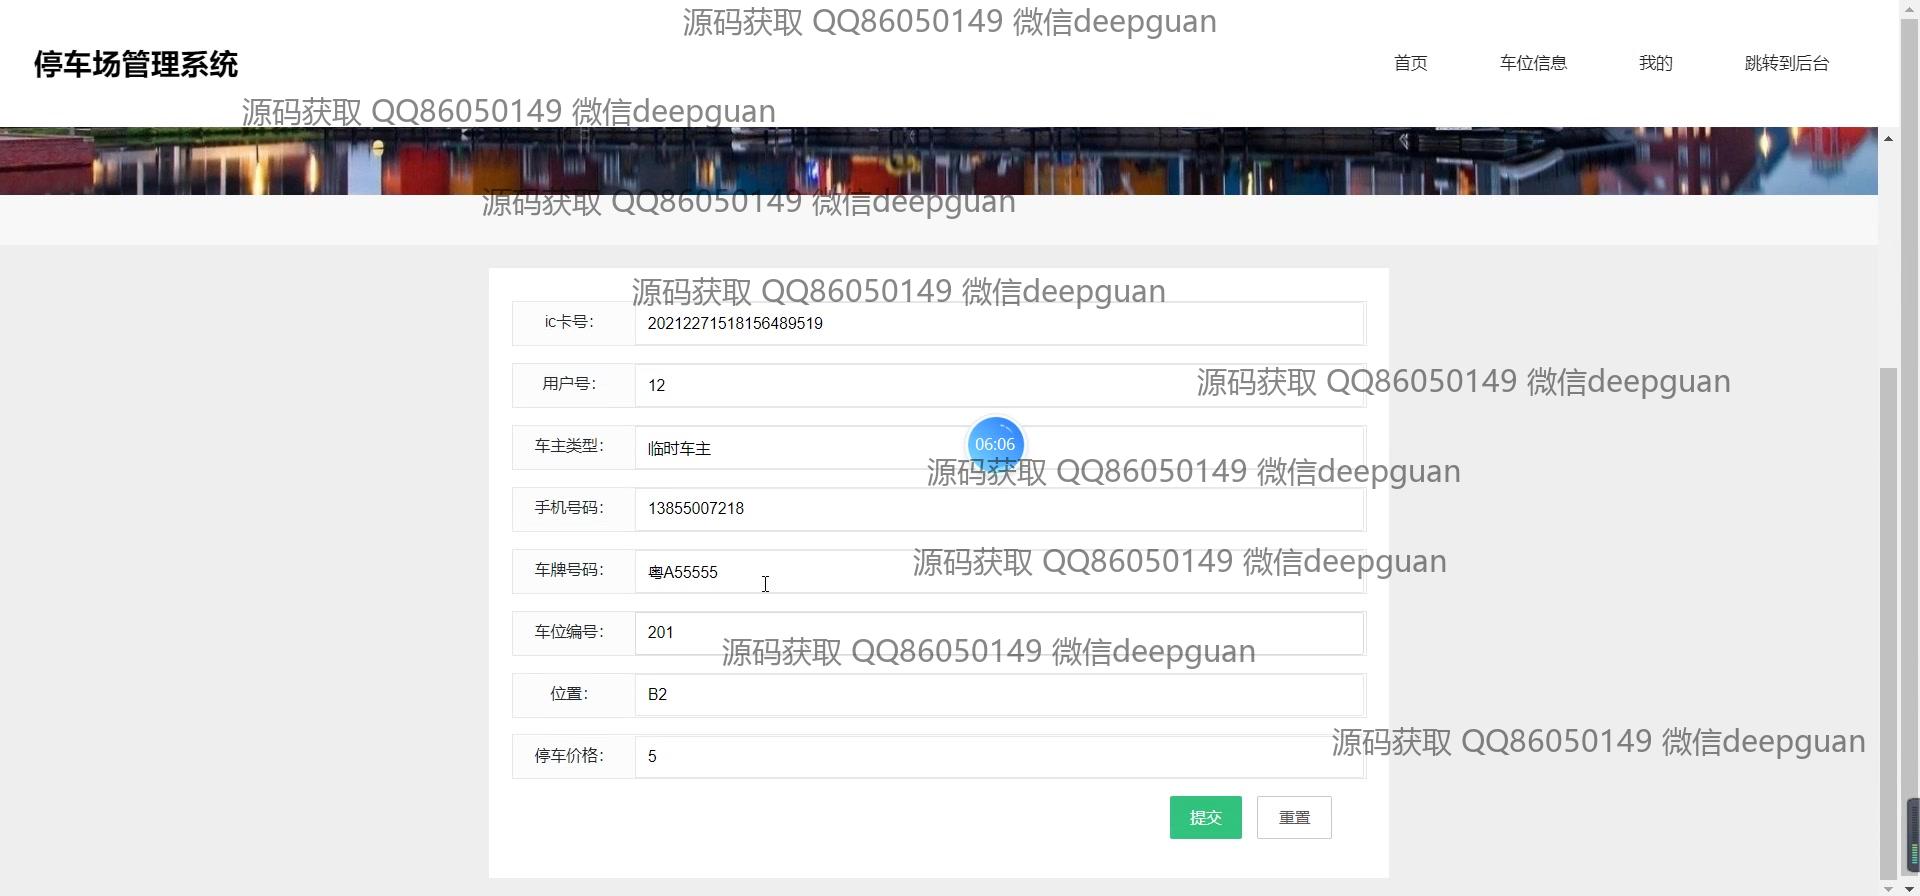 源码获取 QQ86050149 微信deepguan
停车场管理系统
首页 车位信息 我的 跳转到后台
源码获取 QQ86050149 微信deepguan
源码获取 QQ86050149 微信deepguan
源码获取 QQ86050149 微信deepguan
ic卡号： 20212271518156489519
用户号： 12
源码获取 QQ86050149 微信deepguan
车主类型： 临时车主
06:06
源码获取 QQ86050149 微信deepguan
手机号码： 13855007218
源码获取 QQ86050149 微信deepguan
车牌号码： 粤A55555
车位编号： 201
源码获取 QQ86050149 微信deepguan
位置： B2
源码获取 QQ86050149 微信deepguan
停车价格： 5
提交 重置